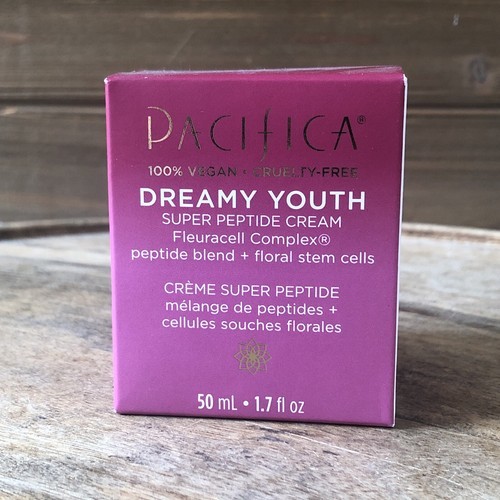 PACIFICA®
100% VEGAN • CRUELTY-FREE
DREAMY YOUTH
SUPER PEPTIDE CREAM
Fleuracell Complex®
peptide blend + floral stem cells
CRÈME SUPER PEPTIDE
mélange de peptides +
cellules souches florales
50 mL • 1.7 fl oz